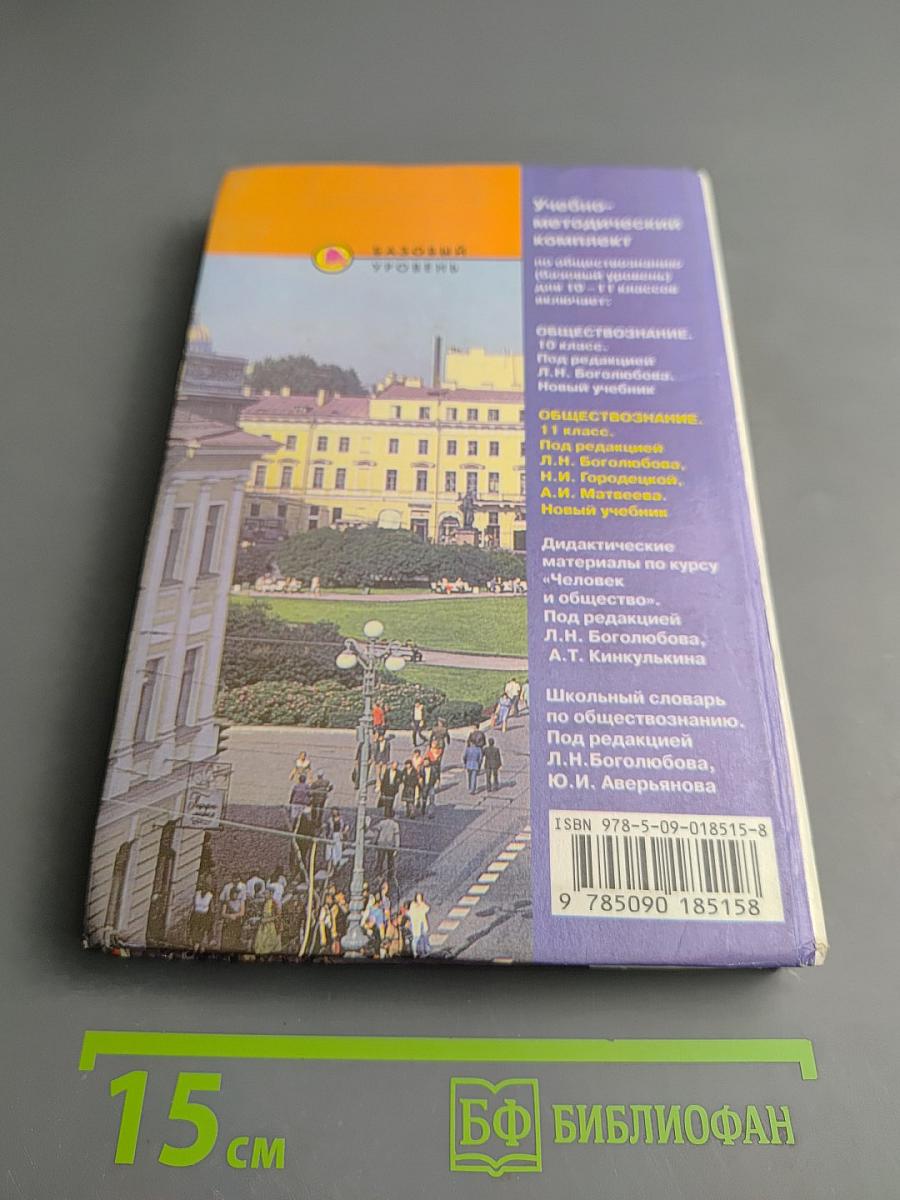 БАЗОВЫЙ
УРОВЕНЬ
Учебно-
методический
комплект
по обществознанию
(базовый уровень)
для 10–11 классов
включает:
ОБЩЕСТВОЗНАНИЕ.
10 класс.
Под редакцией
Л.Н. Боголюбова.
Новый учебник
ОБЩЕСТВОЗНАНИЕ.
11 класс.
Под редакцией
Л.Н. Боголюбова,
Н.И. Городецкой,
А.И. Матвеева.
Новый учебник
Дидактические
материалы по курсу
«Человек
и общество».
Под редакцией
Л.Н. Боголюбова,
А.Т. Кинкулькина
Школьный словарь
по обществознанию.
Под редакцией
Л.Н.Боголюбова,
Ю.И. Аверьянова
ISBN 978-5-09-018515-8
9 785090 185158
15 см
БФ БИБЛИОФАН